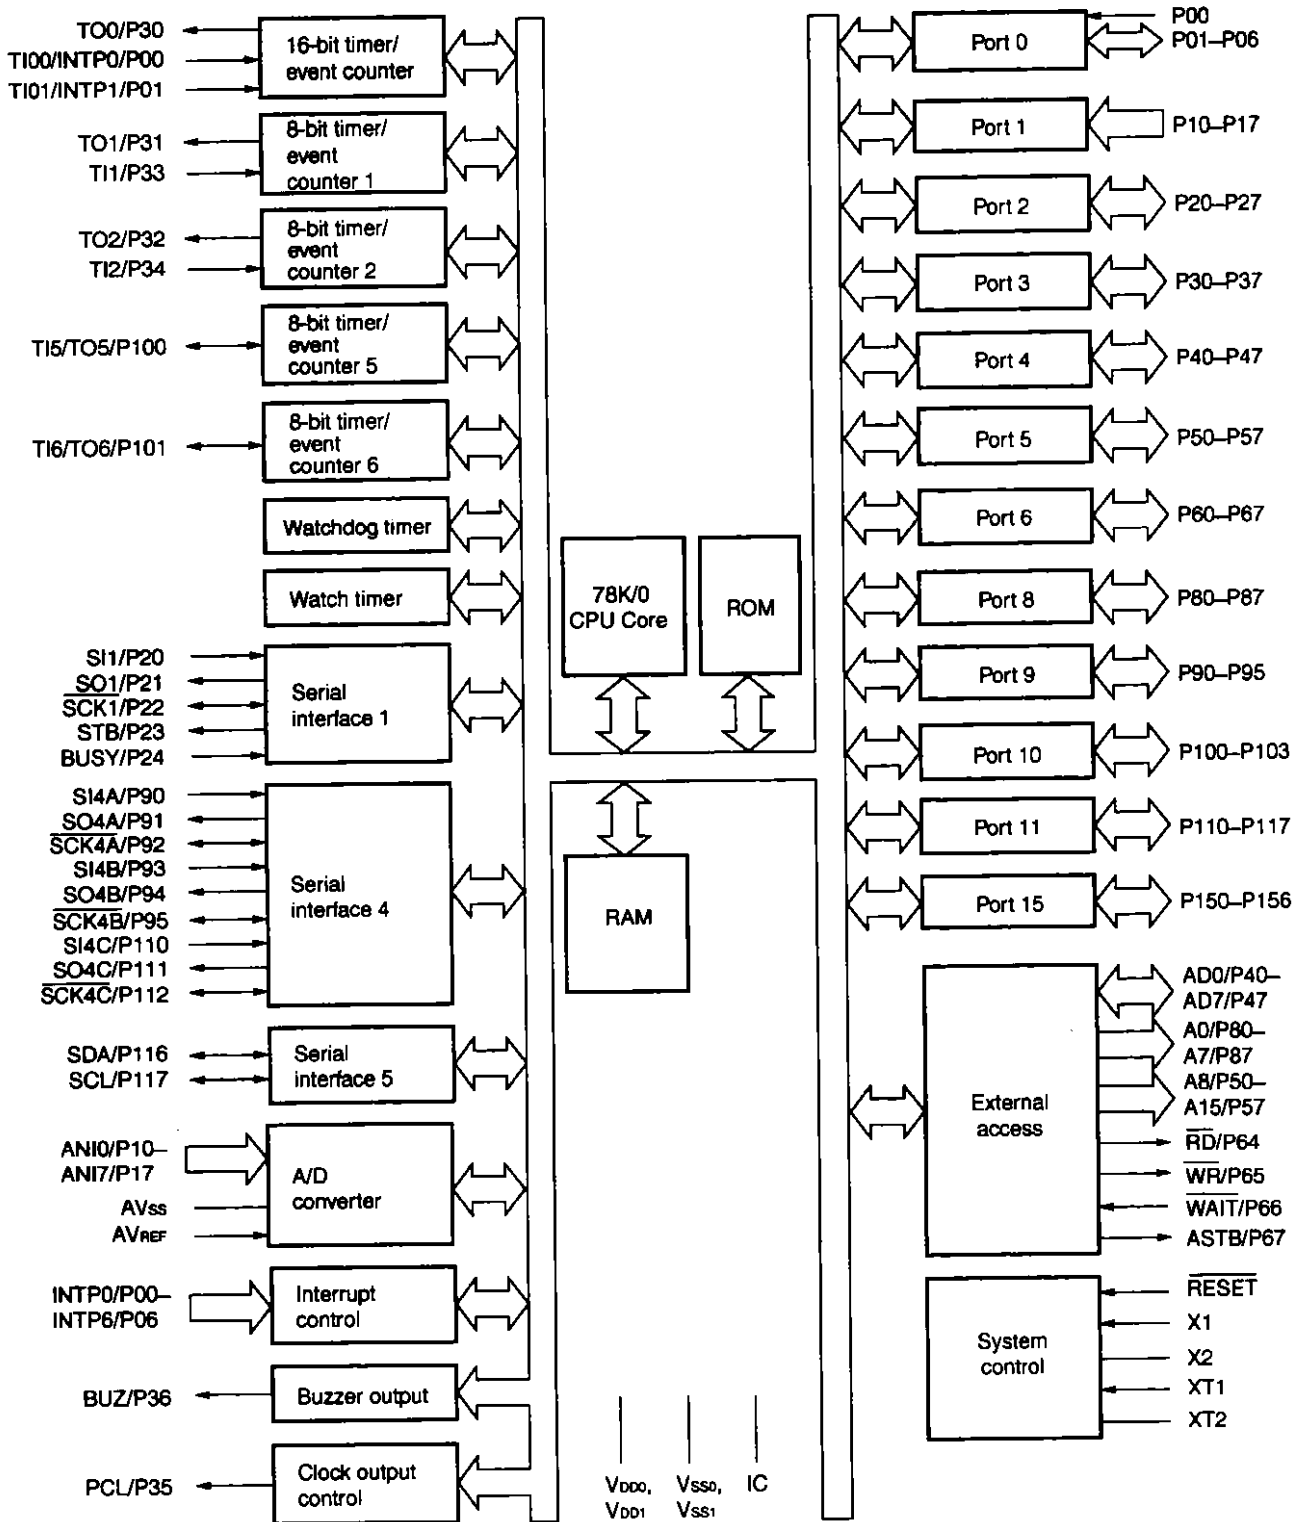 TO0/P30
TI00/INTP0/P00
TI01/INTP1/P01
16-bit timer/
event counter
TO1/P31
TI1/P33
8-bit timer/
event
counter 1
TO2/P32
TI2/P34
8-bit timer/
event
counter 2
TI5/TO5/P100
8-bit timer/
event
counter 5
TI6/TO6/P101
8-bit timer/
event
counter 6
Watchdog timer
Watch timer
SI1/P20
SO1/P21
SCK1/P22
STB/P23
BUSY/P24
Serial
interface 1
SI4A/P90
SO4A/P91
SCK4A/P92
SI4B/P93
SO4B/P94
SCK4B/P95
SI4C/P110
SO4C/P111
SCK4C/P112
Serial
interface 4
SDA/P116
SCL/P117
Serial
interface 5
ANI0/P10–
ANI7/P17
AVSS
AVREF
A/D
converter
INTP0/P00–
INTP6/P06
Interrupt
control
BUZ/P36
Buzzer output
PCL/P35
Clock output
control
78K/0
CPU Core
ROM
RAM
VDD0,
VDD1
VSS0,
VSS1
IC
Port 0
P00
P01–P06
Port 1
P10–P17
Port 2
P20–P27
Port 3
P30–P37
Port 4
P40–P47
Port 5
P50–P57
Port 6
P60–P67
Port 8
P80–P87
Port 9
P90–P95
Port 10
P100–P103
Port 11
P110–P117
Port 15
P150–P156
External
access
AD0/P40–
AD7/P47
A0/P80–
A7/P87
A8/P50–
A15/P57
RD/P64
WR/P65
WAIT/P66
ASTB/P67
System
control
RESET
X1
X2
XT1
XT2